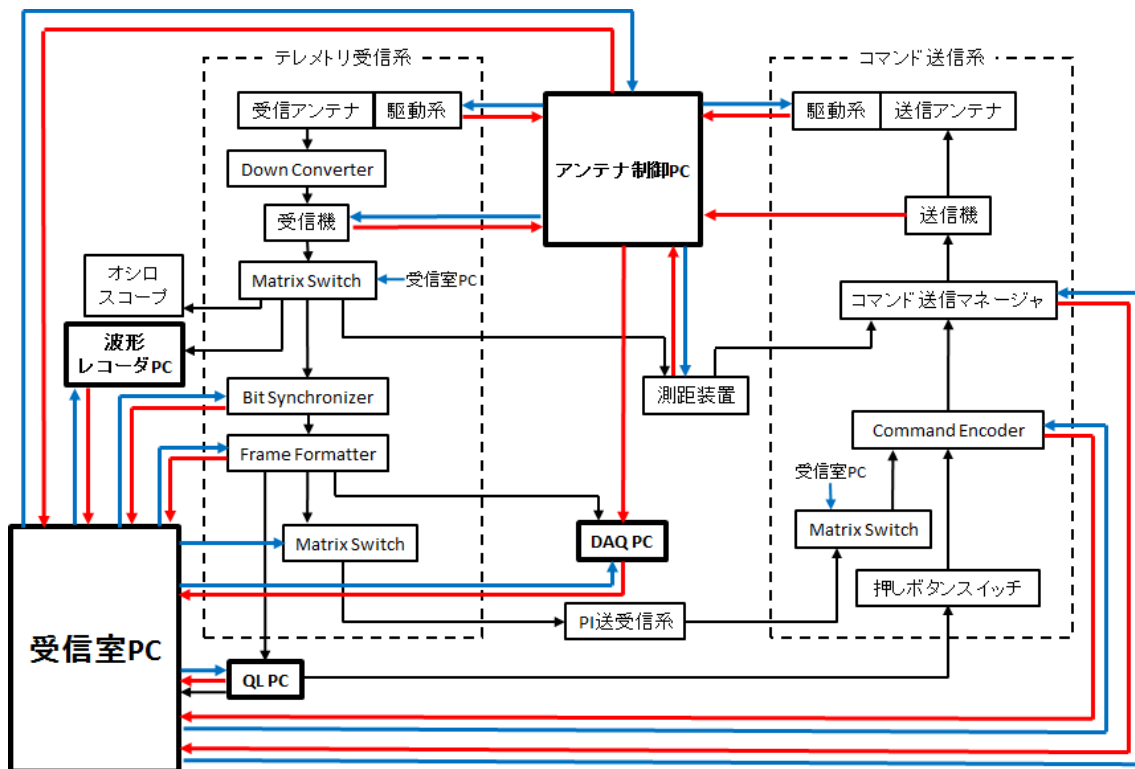 テレメトリ受信系
コマンド送信系
受信アンテナ
駆動系
アンテナ制御PC
駆動系
送信アンテナ
Down Converter
受信機
送信機
オシロ
スコープ
Matrix Switch
受信室PC
コマンド送信マネージャ
波形
レコーダPC
Bit Synchronizer
測距装置
Frame Formatter
Command Encoder
受信室PC
Matrix Switch
DAQ PC
Matrix Switch
押しボタンスイッチ
PI送受信系
受信室PC
QL PC